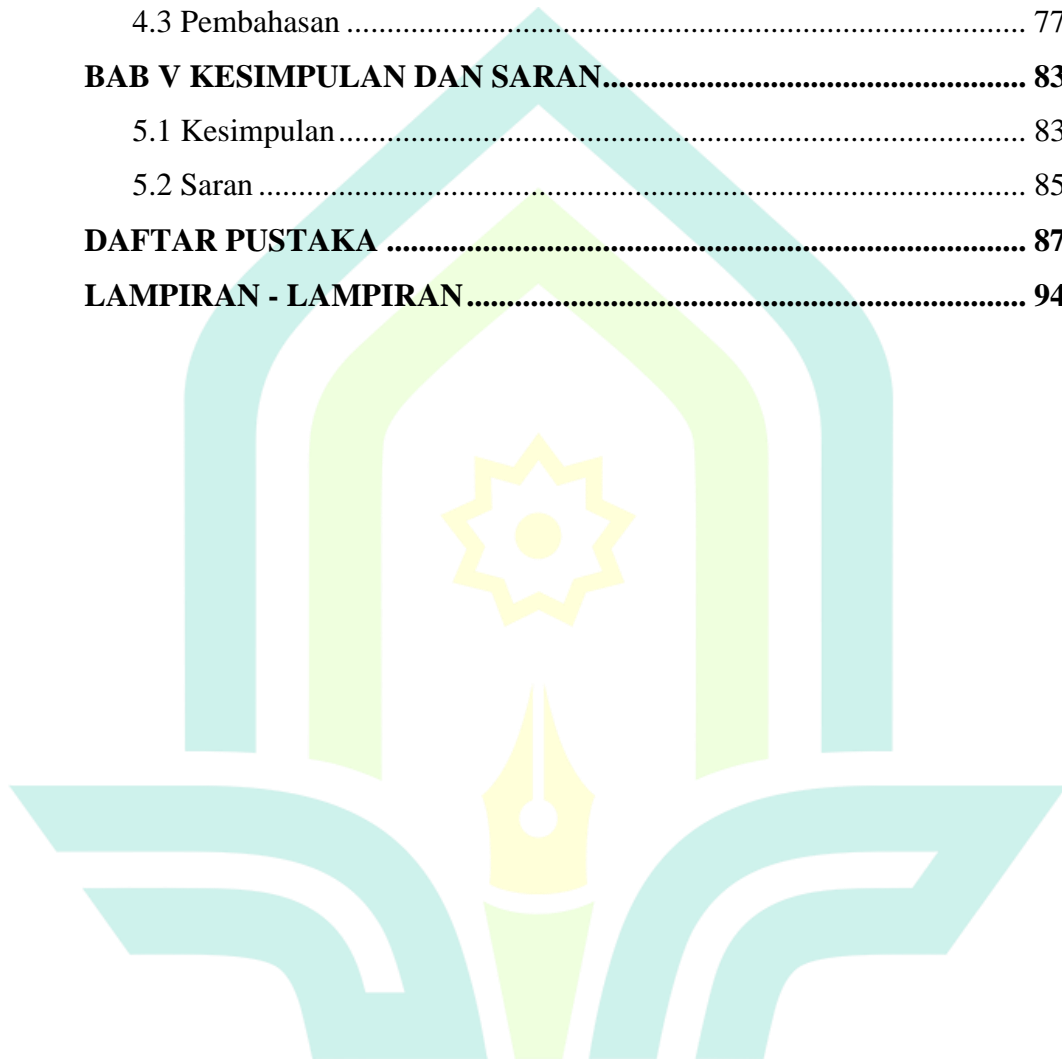 4.3 Pembahasan ........................................................................................ 77
BAB V KESIMPULAN DAN SARAN..................................................... 83
5.1 Kesimpulan......................................................................................... 83
5.2 Saran ................................................................................................... 85
DAFTAR PUSTAKA ................................................................................ 87
LAMPIRAN - LAMPIRAN...................................................................... 94